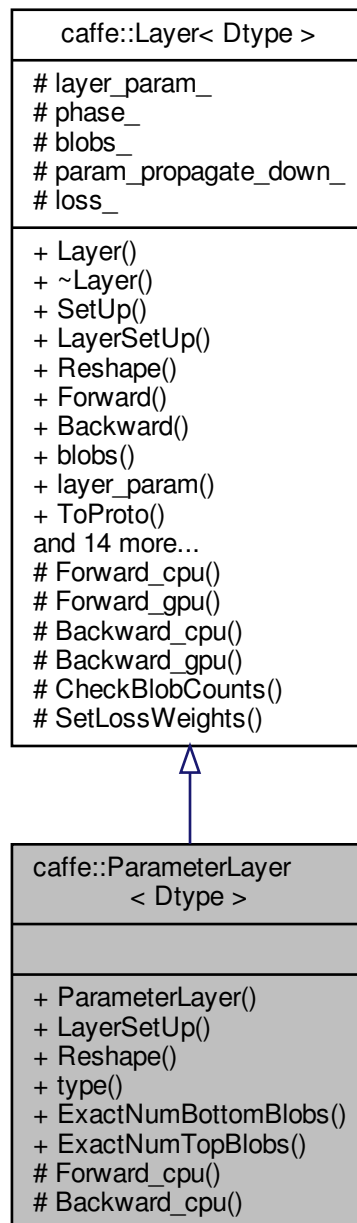 caffe::Layer< Dtype >
# layer_param_
# phase_
# blobs_
# param_propagate_down_
# loss_
+ Layer()
+ ~Layer()
+ SetUp()
+ LayerSetUp()
+ Reshape()
+ Forward()
+ Backward()
+ blobs()
+ layer_param()
+ ToProto()
and 14 more...
# Forward_cpu()
# Forward_gpu()
# Backward_cpu()
# Backward_gpu()
# CheckBlobCounts()
# SetLossWeights()
caffe::ParameterLayer
< Dtype >
+ ParameterLayer()
+ LayerSetUp()
+ Reshape()
+ type()
+ ExactNumBottomBlobs()
+ ExactNumTopBlobs()
# Forward_cpu()
# Backward_cpu()